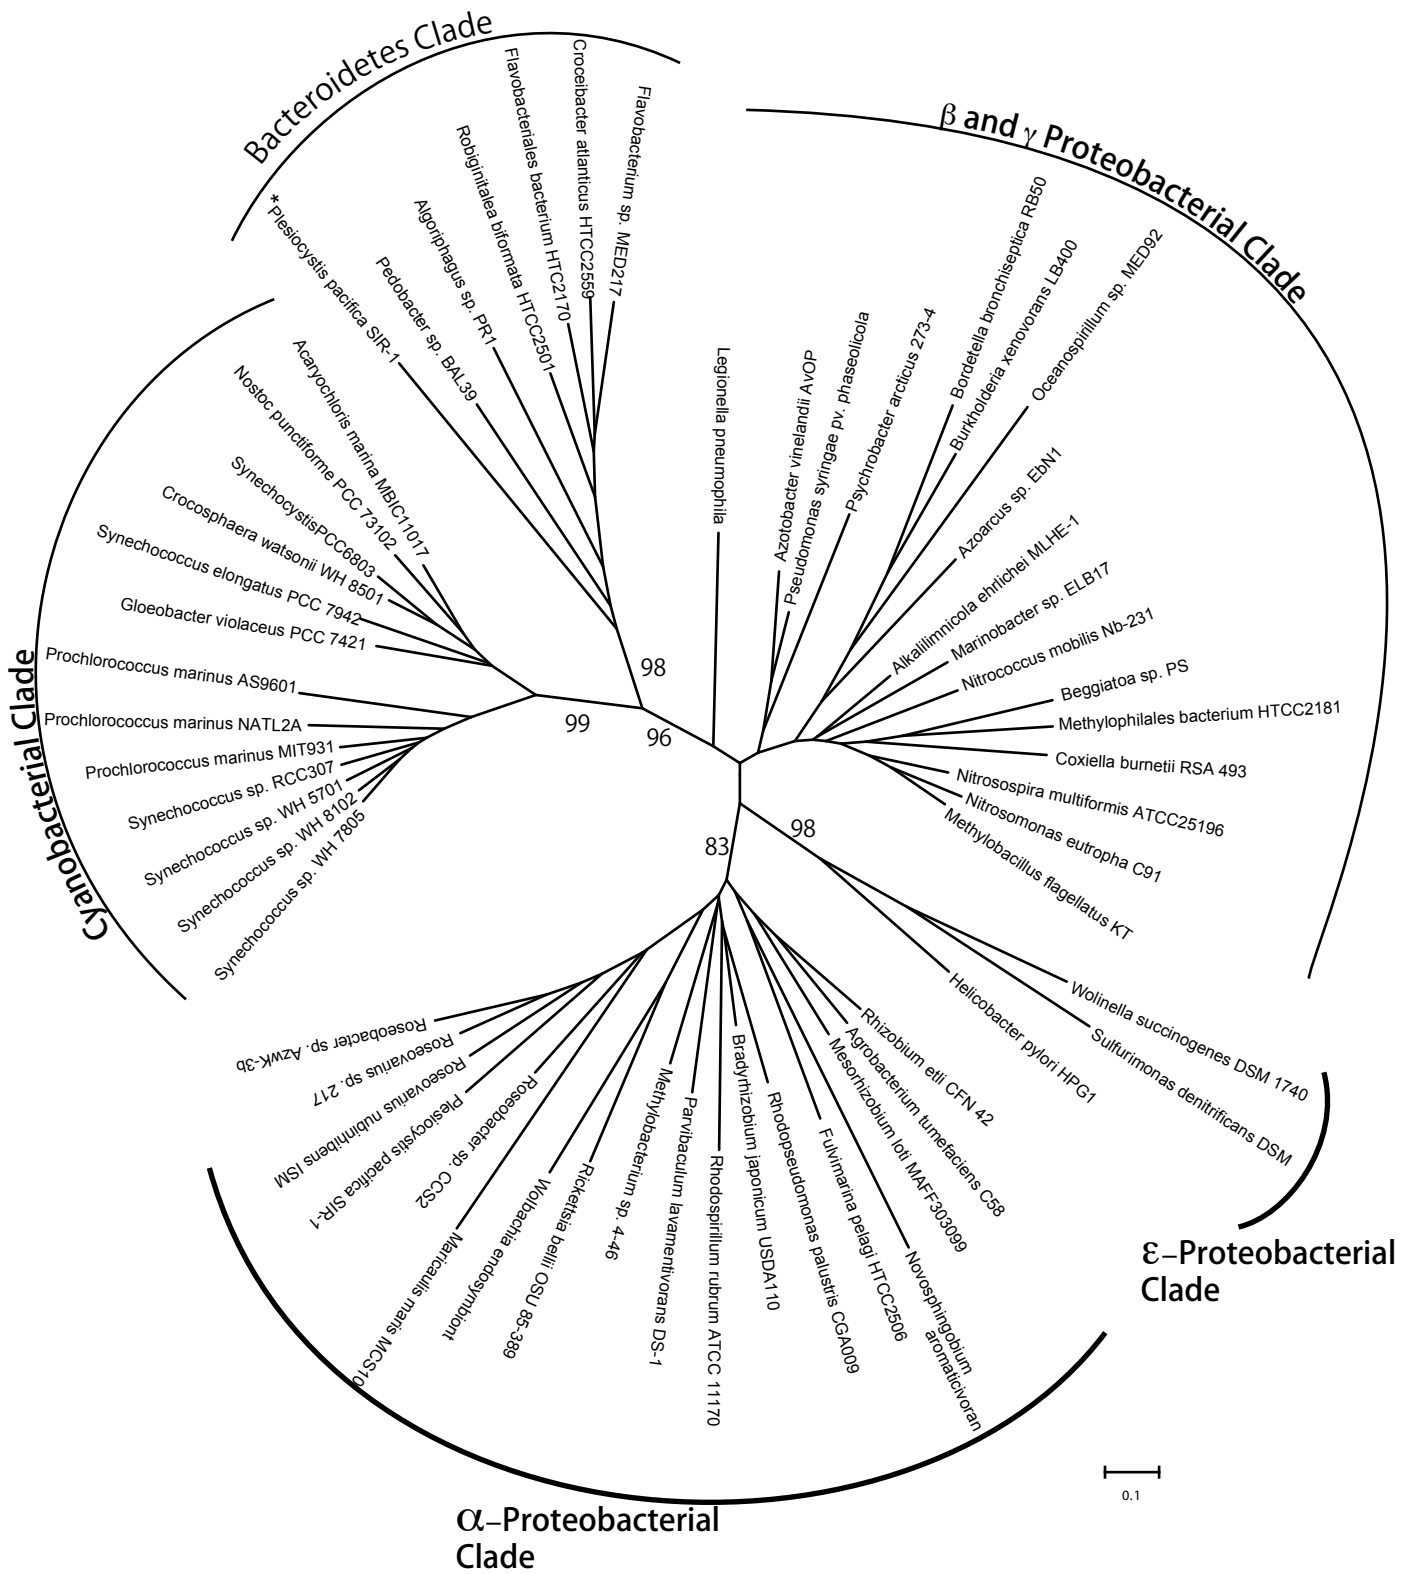 Bacteroidetes Clade
*Plesiocystis pacifica SIR-1
Pedobacter sp. BAL39
Algoriphagus sp. PR1
Robiginitalea biformata HTCC2501
Flavobacteriales bacterium HTC2170
Croceibacter atlanticus HTCC2559
Flavobacterium sp. MED217
β and γ Proteobacterial Clade
Legionella pneumophila
Azotobacter vinelandii AvOP
Pseudomonas syringae pv. phaseolicola
Psychrobacter arcticus 273-4
Bordetella bronchiseptica RB50
Burkholderia xenovorans LB400
Oceanospirillum sp. MED92
Azoarcus sp. EbN1
Alkalilimnicola ehrlichei MLHE-1
Marinobacter sp. ELB17
Nitrococcus mobilis Nb-231
Beggiatoa sp. PS
Methylophilales bacterium HTCC2181
Coxiella burnetii RSA 493
Nitrosospira multiformis ATCC25196
Nitrosomonas eutropha C91
Methylobacillus flagellatus KT
Cyanobacterial Clade
Acaryochloris marina MBIC11017
Nostoc punctiforme PCC 73102
SynechocystisPCC6803
Crocosphaera watsonii WH 8501
Synechococcus elongatus PCC 7942
Gloeobacter violaceus PCC 7421
Prochlorococcus marinus AS9601
Prochlorococcus marinus NATL2A
Prochlorococcus marinus MIT931
Synechococcus sp. RCC307
Synechococcus sp. WH 5701
Synechococcus sp. WH 8102
Synechococcus sp. WH 7805
98
99
96
98
83
Wolinella succinogenes DSM 1740
Sulfurimonas denitrificans DSM
Helicobacter pylori HPG1
ε–Proteobacterial
Clade
Roseobacter sp. AzwK-3b
Roseovarius sp. 217
Roseovarius nubinhibens ISM
Plesiocystis pacifica SIR-1
Roseobacter sp. CCS2
Maricaulis maris MCS10
Wolbachia endosymbiont
Rickettsia bellii OSU 85-389
Methylobacterium sp. 4-46
Parvibaculum lavamentivorans DS-1
Rhodospirillum rubrum ATCC 11170
Bradyrhizobium japonicum USDA110
Rhodopseudomonas palustris CGA009
Fulvimarina pelagi HTCC2506
Novosphingobium
aromaticivoran
Mesorhizobium loti MAFF303099
Agrobacterium tumefaciens C58
Rhizobium etli CFN 42
0.1
α–Proteobacterial
Clade